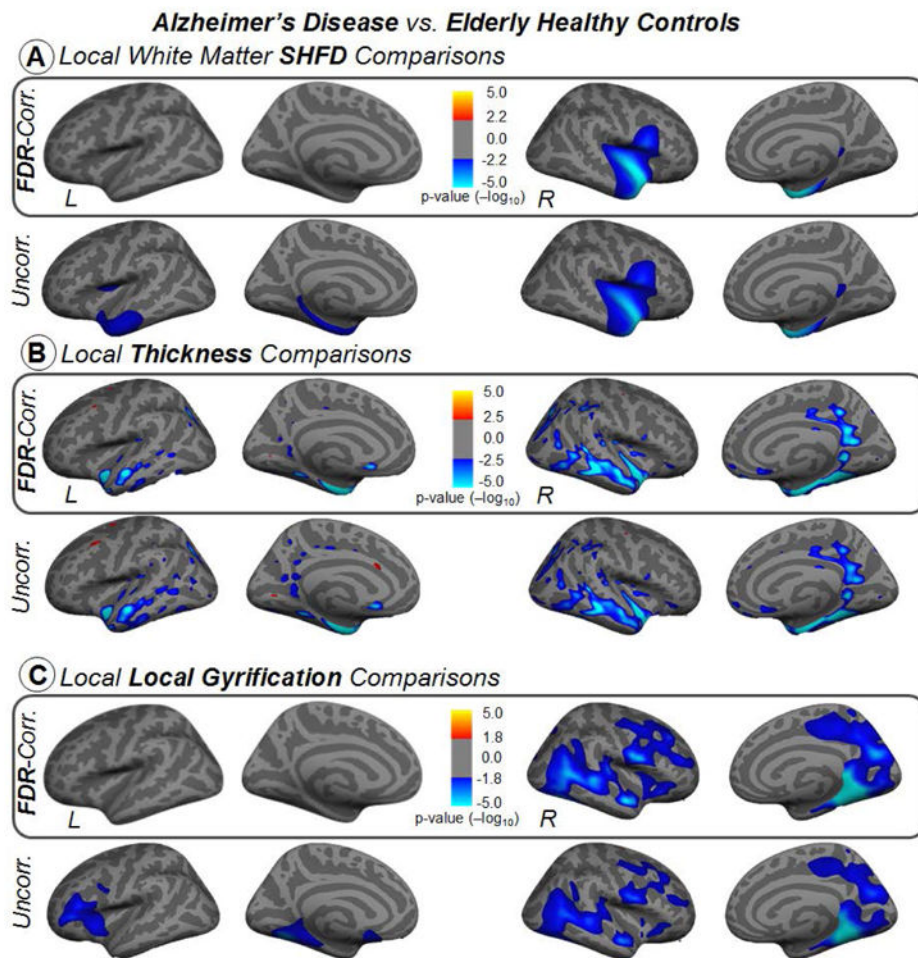 Alzheimer's Disease vs. Elderly Healthy Controls
A Local White Matter SHFD Comparisons
FDR-Corr.
L
5.0
2.2
0.0
-2.2
-5.0
p-value (–log10)
R
Uncorr.
B Local Thickness Comparisons
FDR-Corr.
L
5.0
2.5
0.0
-2.5
-5.0
p-value (–log10)
R
Uncorr.
C Local Local Gyrification Comparisons
FDR-Corr.
L
5.0
1.8
0.0
-1.8
-5.0
p-value (–log10)
R
Uncorr.